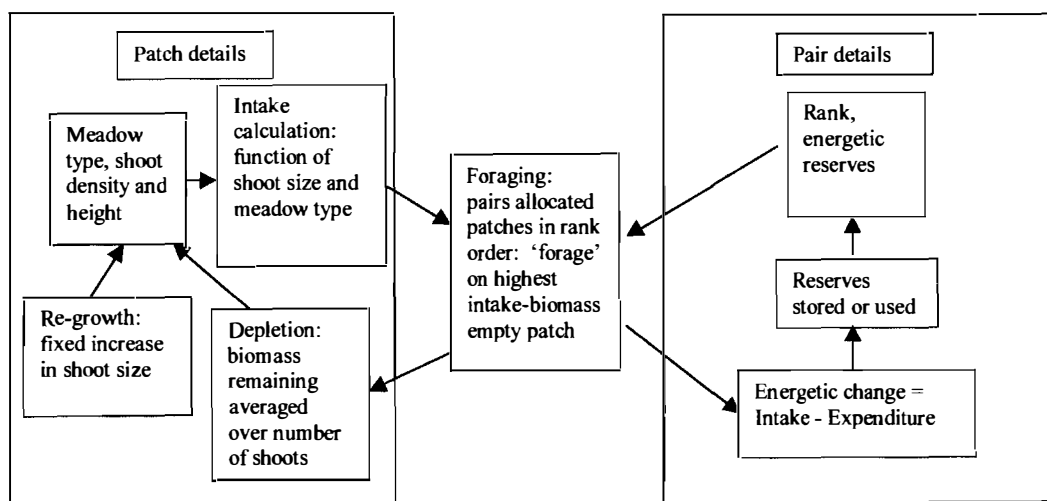 Patch details
Meadow
type, shoot
density and
height
Intake
calculation:
function of
shoot size and
meadow type
Re-growth:
fixed increase
in shoot size
Depletion:
biomass
remaining
averaged
over number
of shoots
Foraging:
pairs allocated
patches in rank
order: ‘forage’
on highest
intake-biomass
empty patch
Pair details
Rank,
energetic
reserves
Reserves
stored or used
Energetic change =
Intake - Expenditure